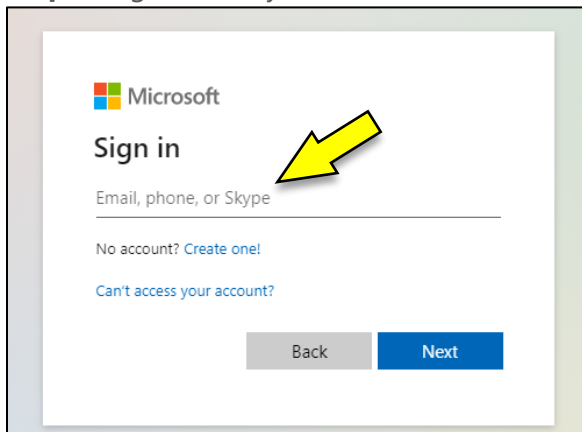 Microsoft
Sign in
Email, phone, or Skype
No account? Create one!
Can't access your account?
Back Next